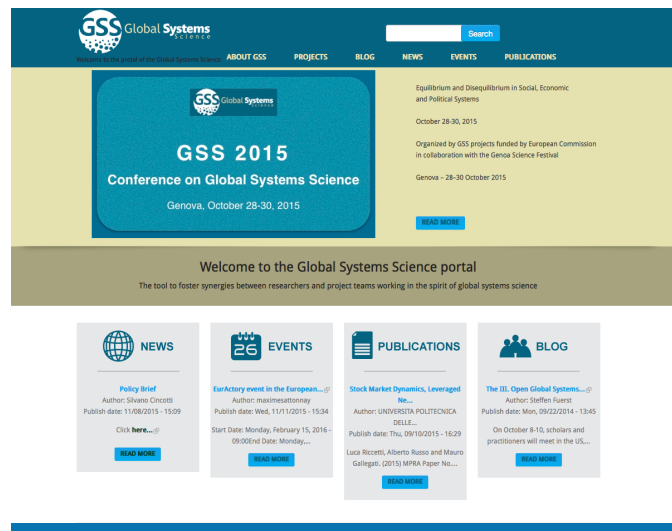 GSS Global Systems
Science
Search
Welcome to the portal of the Global Systems Science
ABOUT GSS PROJECTS BLOG NEWS EVENTS PUBLICATIONS
GSS Global Systems
Science
GSS 2015
Conference on Global Systems Science
Genova, October 28-30, 2015
Equilibrium and Disequilibrium in Social, Economic
and Political Systems
October 28-30, 2015
Organized by GSS projects funded by European Commission
in collaboration with the Genoa Science Festival
Genova – 28–30 October 2015
READ MORE
Welcome to the Global Systems Science portal
The tool to foster synergies between researchers and project teams working in the spirit of global systems science
NEWS
Policy Brief
Author: Silvano Cincotti
Publish date: 11/08/2015 - 15:09
Click here...
READ MORE
26 EVENTS
EurActory event in the European...
Author: maximesattonnay
Publish date: Wed, 11/11/2015 - 15:34
Start Date: Monday, February 15, 2016 -
09:00End Date: Monday,...
READ MORE
PUBLICATIONS
Stock Market Dynamics, Leveraged
Ne...
Author: UNIVERSITA POLITECNICA
DELLE...
Publish date: Thu, 09/10/2015 - 16:29
Luca Riccetti, Alberto Russo and Mauro
Gallegati. (2015) MPRA Paper No....
READ MORE
BLOG
The III. Open Global Systems...
Author: Steffen Fuerst
Publish date: Mon, 09/22/2014 - 13:45
On October 8-10, scholars and
practitioners will meet in the US,...
READ MORE